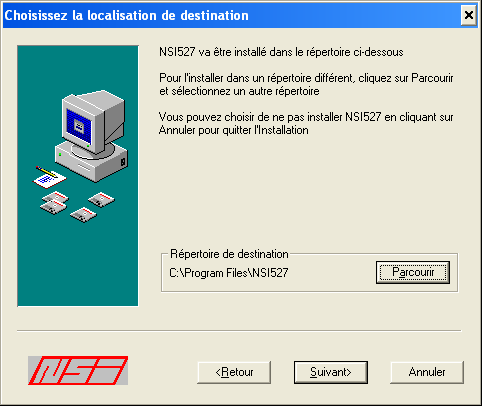 Choisissez la localisation de destination
NSI527 va être installé dans le répertoire ci-dessous
Pour l'installer dans un répertoire différent, cliquez sur Parcourir
et sélectionnez un autre répertoire
Vous pouvez choisir de ne pas installer NSI527 en cliquant sur
Annuler pour quitter l'Installation
Répertoire de destination
C:\Program Files\NSI527
Parcourir
NSi
<Retour
Suivant>
Annuler